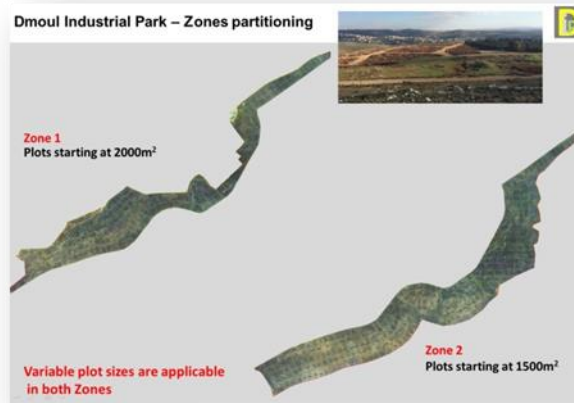 Dmoul Industrial Park – Zones partitioning
Zone 1
Plots starting at 2000m²
Zone 2
Plots starting at 1500m²
Variable plot sizes are applicable
in both Zones